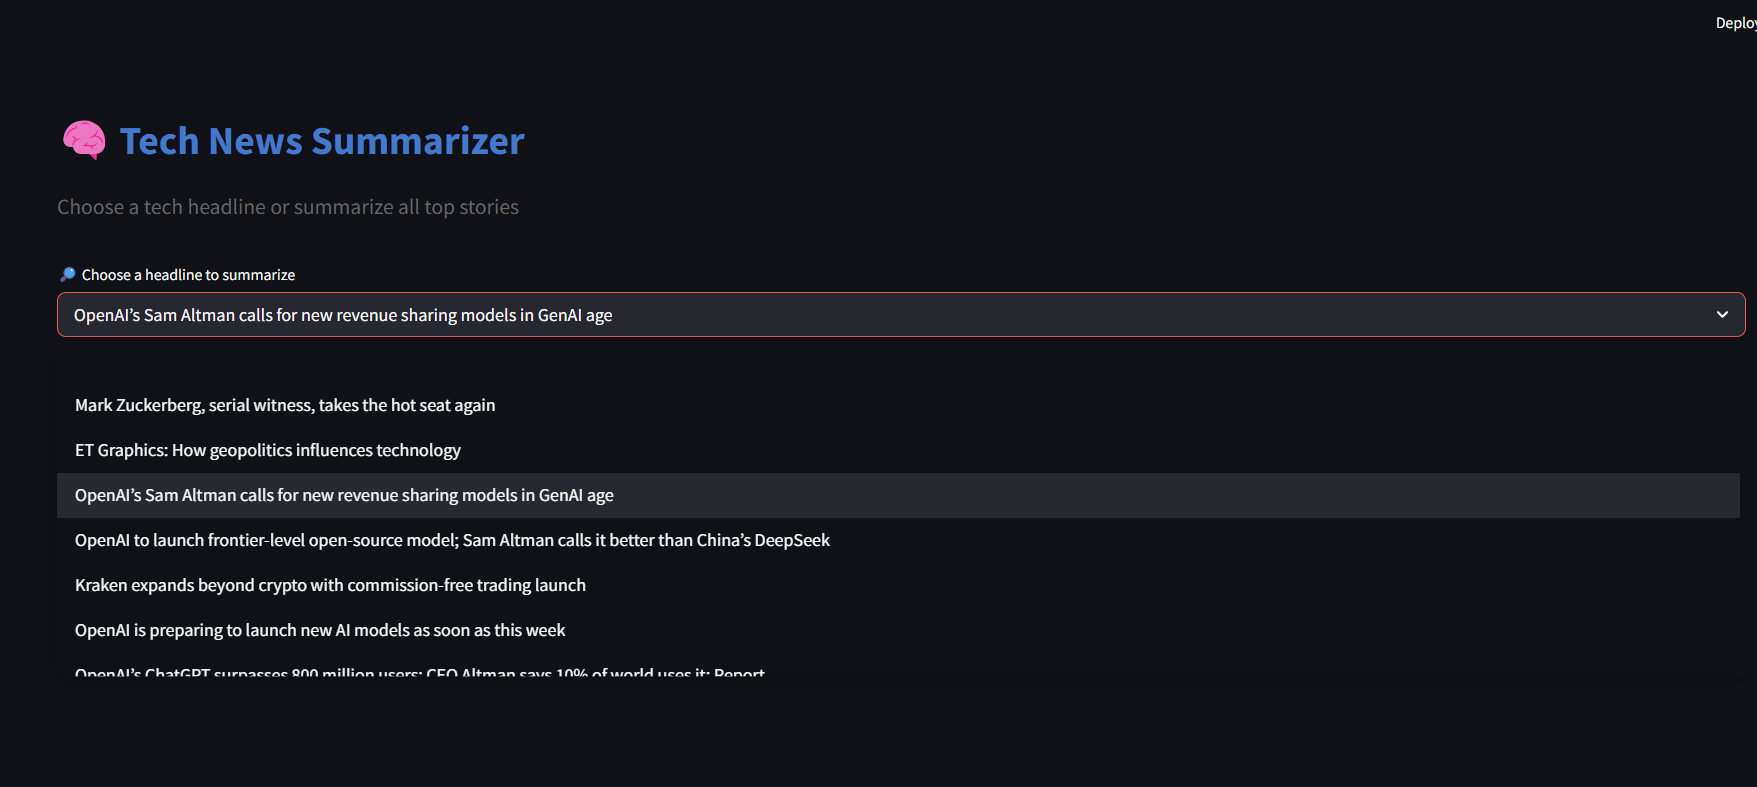 Deploy
Tech News Summarizer
Choose a tech headline or summarize all top stories
Choose a headline to summarize
OpenAI’s Sam Altman calls for new revenue sharing models in GenAI age
Mark Zuckerberg, serial witness, takes the hot seat again
ET Graphics: How geopolitics influences technology
OpenAI’s Sam Altman calls for new revenue sharing models in GenAI age
OpenAI to launch frontier-level open-source model; Sam Altman calls it better than China’s DeepSeek
Kraken expands beyond crypto with commission-free trading launch
OpenAI is preparing to launch new AI models as soon as this week
OpenAI’s ChatGPT surpasses 800 million users; CEO Altman says 10% of world uses it: Report